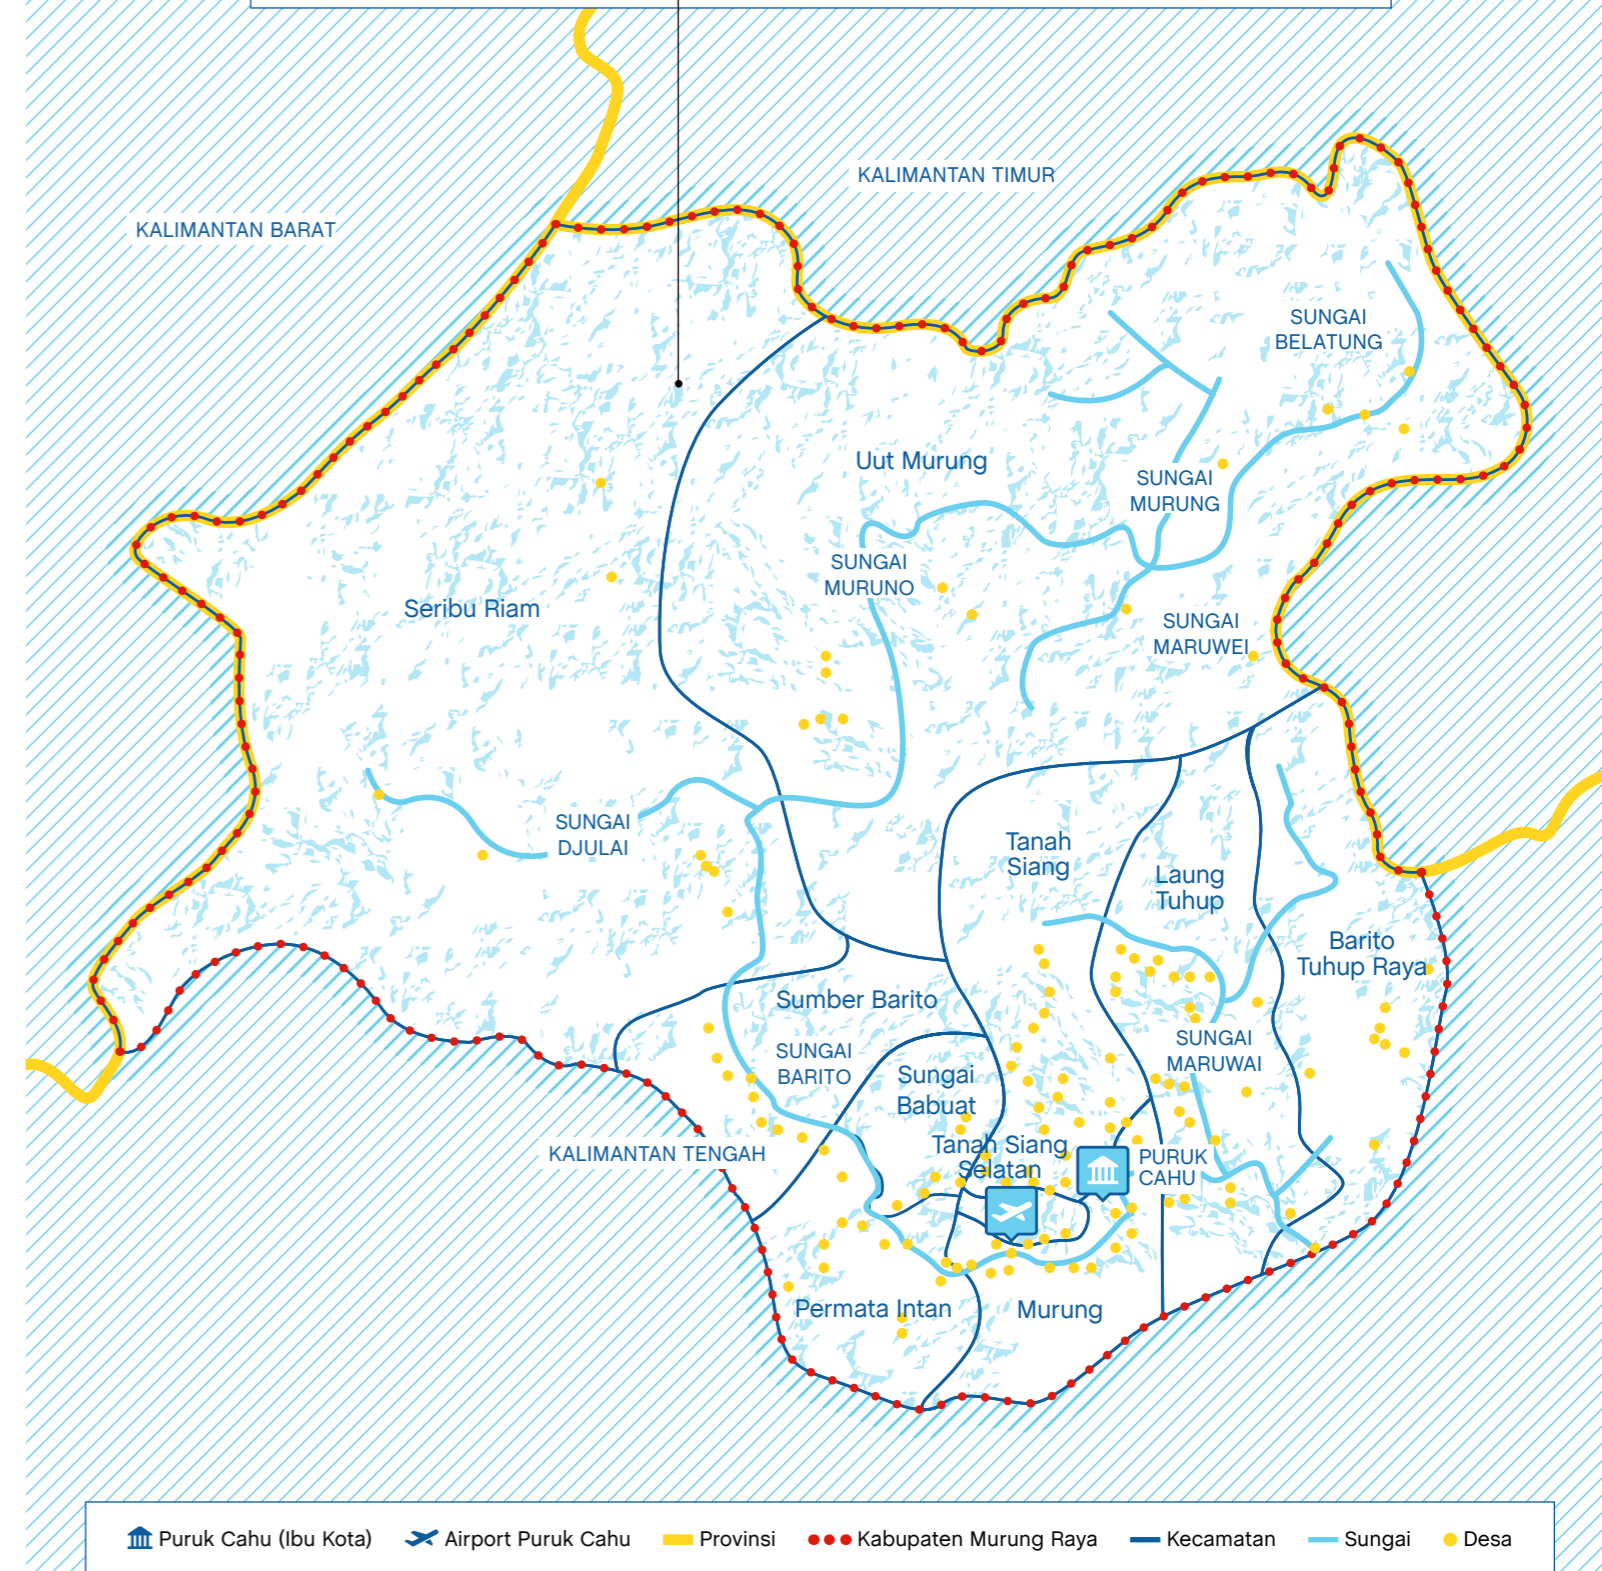 KALIMANTAN TIMUR
KALIMANTAN BARAT
SUNGAI
BELATUNG
Uut Murung
SUNGAI
MURUNG
SUNGAI
MURUNO
Seribu Riam
SUNGAI
MARUWEI
SUNGAI
DJULAI
Tanah
Siang
Laung
Tuhup
Barito
Tuhup Raya
Sumber Barito
SUNGAI
BARITO
SUNGAI
MARUWAI
Sungai
Babuat
KALIMANTAN TENGAH
Tanah Siang
Selatan
PURUK
CAHU
Permata Intan
Murung
Puruk Cahu (Ibu Kota)
Airport Puruk Cahu
Provinsi
Kabupaten Murung Raya
Kecamatan
Sungai
Desa